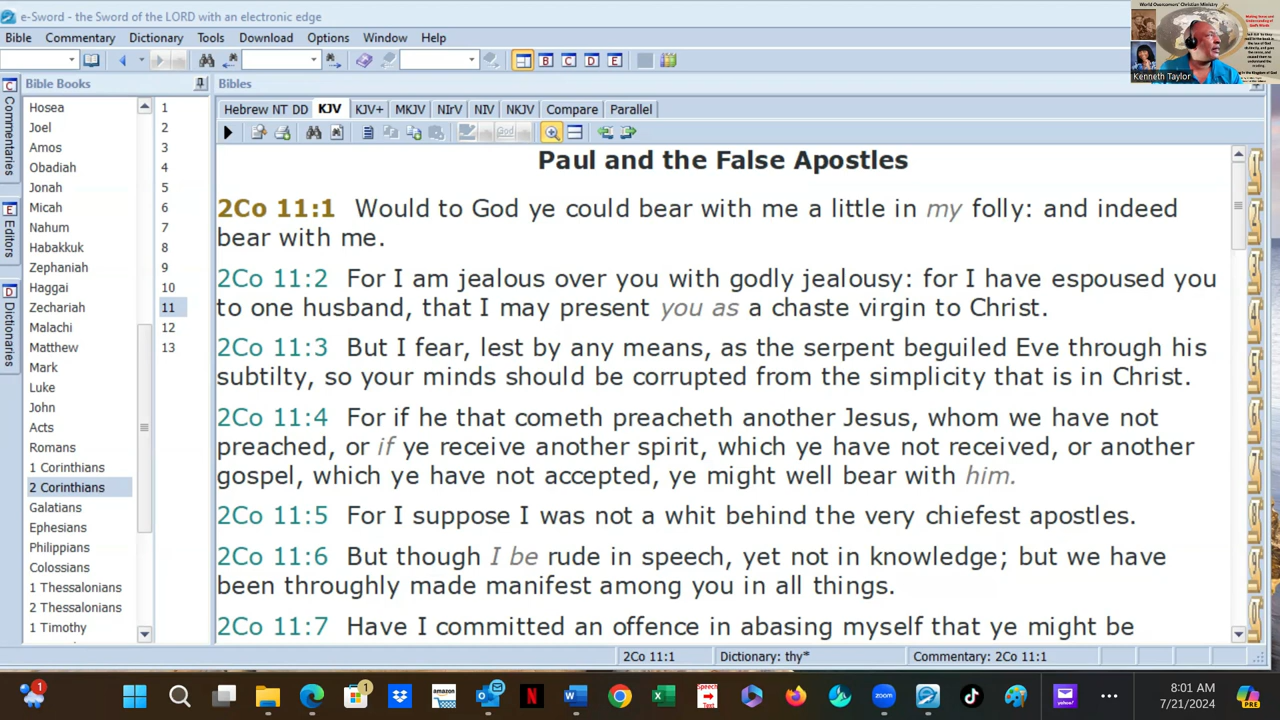 e-Sword - the Sword of the LORD with an electronic edge
World Overcomers' Christian Ministry
Bible Commentary Dictionary Tools Download Options Window Help
Kenneth Taylor
B C D E
Bible Books
Bibles
Commentaries
Editors
Dictionaries
Hebrew NT DD KJV KJV+ MKJV NIrV NIV NKJV Compare Parallel
Hosea
Joel
Amos
Obadiah
Jonah
Micah
Nahum
Habakkuk
Zephaniah
Haggai
Zechariah
Malachi
Matthew
Mark
Luke
John
Acts
Romans
1 Corinthians
2 Corinthians
Galatians
Ephesians
Philippians
Colossians
1 Thessalonians
2 Thessalonians
1 Timothy
1
2
3
4
5
6
7
8
9
10
11
12
13
God
Paul and the False Apostles
2Co 11:1 Would to God ye could bear with me a little in my folly: and indeed
bear with me.
2Co 11:2 For I am jealous over you with godly jealousy: for I have espoused you
to one husband, that I may present you as a chaste virgin to Christ.
2Co 11:3 But I fear, lest by any means, as the serpent beguiled Eve through his
subtilty, so your minds should be corrupted from the simplicity that is in Christ.
2Co 11:4 For if he that cometh preacheth another Jesus, whom we have not
preached, or if ye receive another spirit, which ye have not received, or another
gospel, which ye have not accepted, ye might well bear with him.
2Co 11:5 For I suppose I was not a whit behind the very chiefest apostles.
2Co 11:6 But though I be rude in speech, yet not in knowledge; but we have
been throughly made manifest among you in all things.
2Co 11:7 Have I committed an offence in abasing myself that ye might be
2Co 11:1 Dictionary: thy* Commentary: 2Co 11:1
8:01 AM
7/21/2024